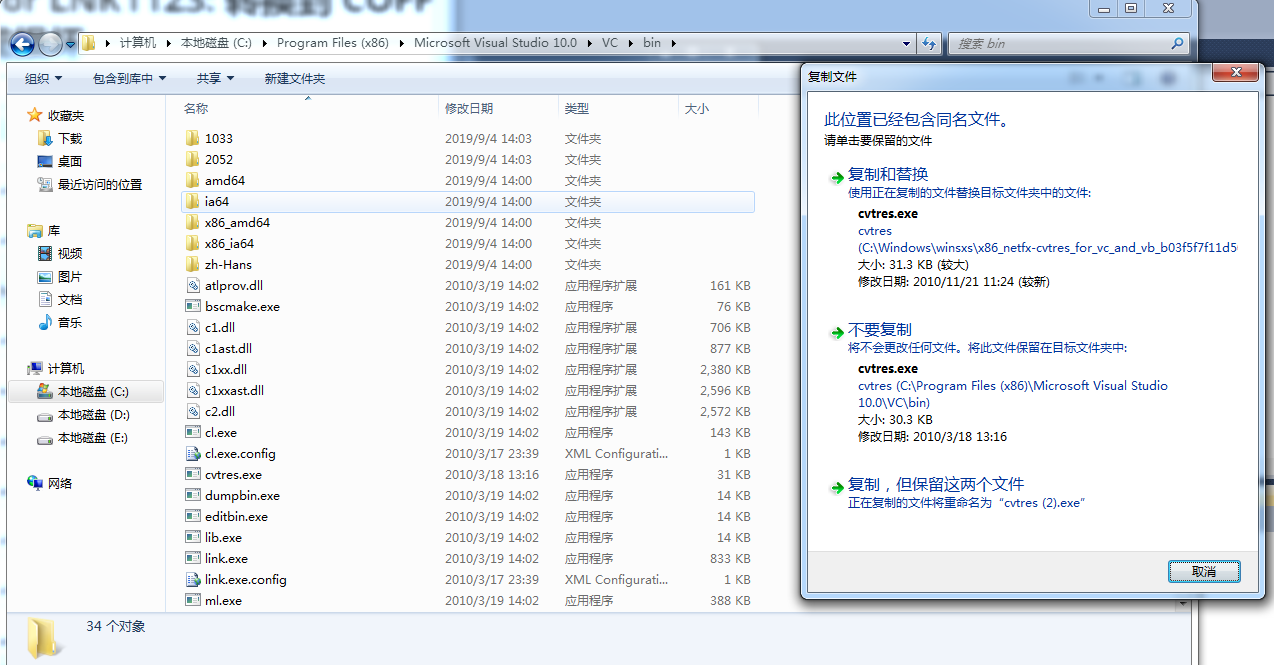 or LNK1123: 转换到 COFF
计算机 本地磁盘 (C:) Program Files (x86) Microsoft Visual Studio 10.0 VC bin
搜索 bin
组织 包含到库中 共享 新建文件夹
收藏夹
下载
桌面
最近访问的位置
库
视频
图片
文档
音乐
计算机
本地磁盘 (C:)
本地磁盘 (D:)
本地磁盘 (E:)
网络
名称 修改日期 类型 大小
1033 2019/9/4 14:03 文件夹
2052 2019/9/4 14:03 文件夹
amd64 2019/9/4 14:00 文件夹
ia64 2019/9/4 14:00 文件夹
x86_amd64 2019/9/4 14:00 文件夹
x86_ia64 2019/9/4 14:00 文件夹
zh-Hans 2019/9/4 14:00 文件夹
atlprov.dll 2010/3/19 14:02 应用程序扩展 161 KB
bscmake.exe 2010/3/19 14:02 应用程序 76 KB
c1.dll 2010/3/19 14:02 应用程序扩展 706 KB
c1ast.dll 2010/3/19 14:02 应用程序扩展 877 KB
c1xx.dll 2010/3/19 14:02 应用程序扩展 2,380 KB
c1xxast.dll 2010/3/19 14:02 应用程序扩展 2,596 KB
c2.dll 2010/3/19 14:02 应用程序扩展 2,572 KB
cl.exe 2010/3/19 14:02 应用程序 143 KB
cl.exe.config 2010/3/17 23:39 XML Configurati... 1 KB
cvtres.exe 2010/3/18 13:16 应用程序 31 KB
dumpbin.exe 2010/3/19 14:02 应用程序 14 KB
editbin.exe 2010/3/19 14:02 应用程序 14 KB
lib.exe 2010/3/19 14:02 应用程序 14 KB
link.exe 2010/3/19 14:02 应用程序 833 KB
link.exe.config 2010/3/17 23:39 XML Configurati... 1 KB
ml.exe 2010/3/19 14:02 应用程序 388 KB
34 个对象
复制文件
此位置已经包含同名文件。
请单击要保留的文件
复制和替换
使用正在复制的文件替换目标文件夹中的文件:
cvtres.exe
cvtres
(C:\Windows\winsxs\x86_netfx-cvtres_for_vc_and_vb_b03f5f7f11d5
大小: 31.3 KB (较大)
修改日期: 2010/11/21 11:24 (较新)
不要复制
将不会更改任何文件。将此文件保留在目标文件夹中:
cvtres.exe
cvtres (C:\Program Files (x86)\Microsoft Visual Studio
10.0\VC\bin)
大小: 30.3 KB
修改日期: 2010/3/18 13:16
复制，但保留这两个文件
正在复制的文件将重命名为“cvtres (2).exe”
取消